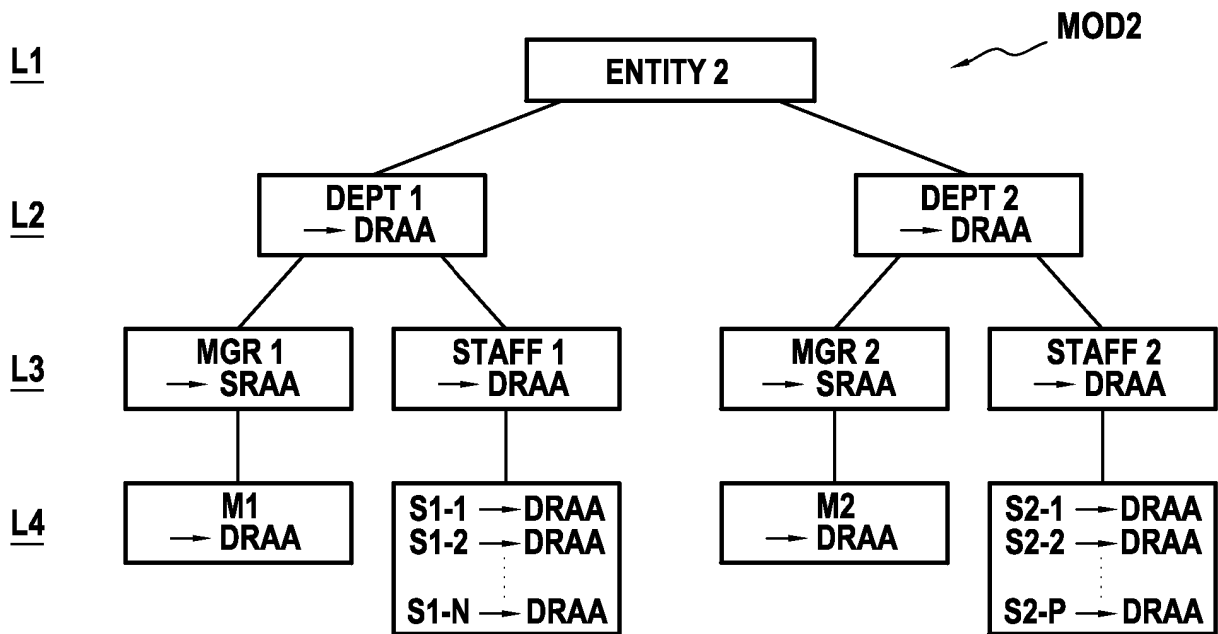 MOD2
L1
ENTITY 2
L2
DEPT 1
→ DRAA
DEPT 2
→ DRAA
L3
MGR 1
→ SRAA
STAFF 1
→ DRAA
MGR 2
→ SRAA
STAFF 2
→ DRAA
L4
M1
→ DRAA
S1-1 → DRAA
S1-2 → DRAA
S1-N → DRAA
M2
→ DRAA
S2-1 → DRAA
S2-2 → DRAA
S2-P → DRAA